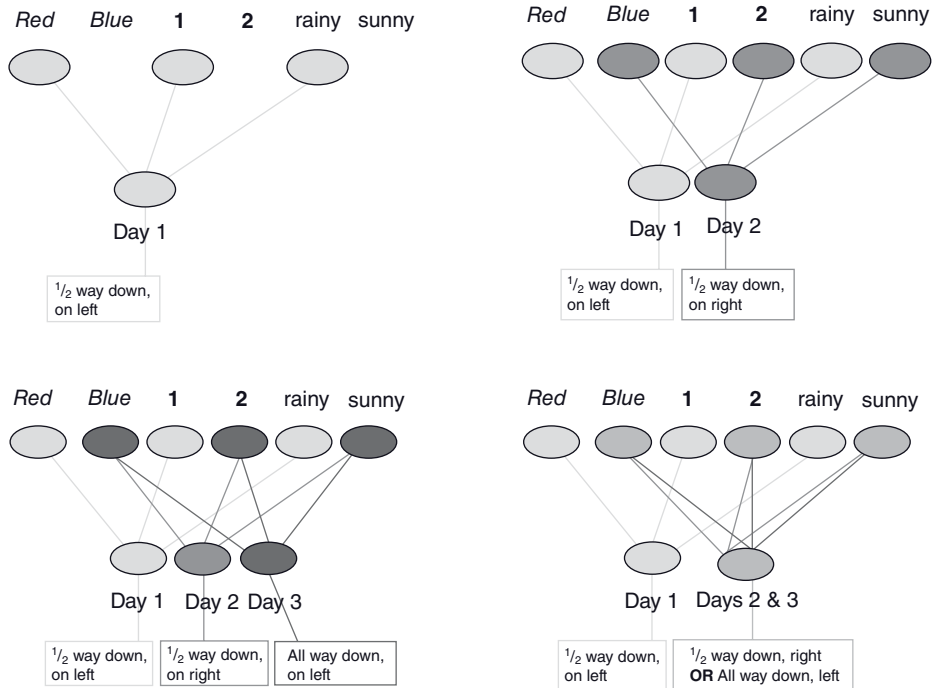 Red Blue 1 2 rainy sunny
Day 1
1/2 way down,
on left
Red Blue 1 2 rainy sunny
Day 1 Day 2
1/2 way down,
on left
1/2 way down,
on right
Red Blue 1 2 rainy sunny
Day 1 Day 2 Day 3
1/2 way down,
on left
1/2 way down,
on right
All way down,
on left
Red Blue 1 2 rainy sunny
Day 1 Days 2 & 3
1/2 way down,
on left
1/2 way down, right
OR All way down, left